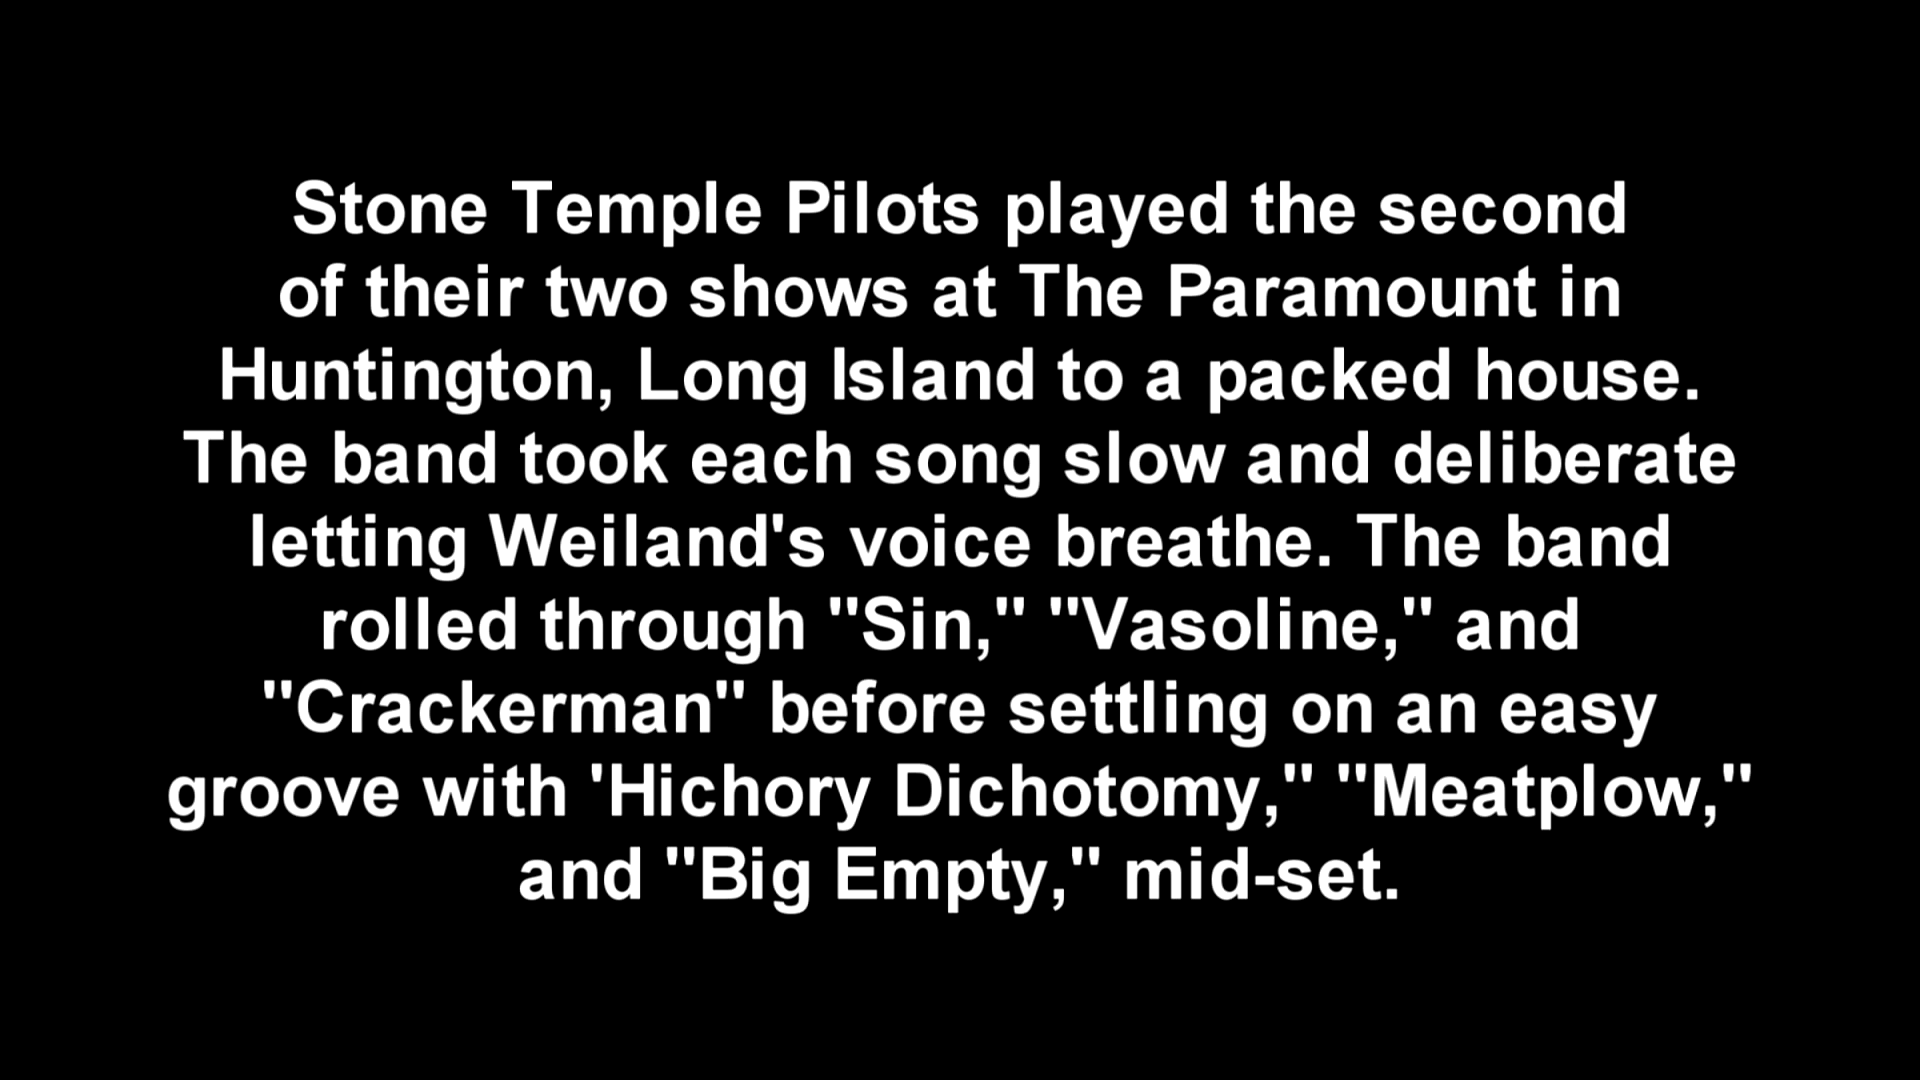 Stone Temple Pilots played the second
of their two shows at The Paramount in
Huntington, Long Island to a packed house.
The band took each song slow and deliberate
letting Weiland's voice breathe. The band
rolled through "Sin," "Vasoline," and
"Crackerman" before settling on an easy
groove with 'Hichory Dichotomy," "Meatplow,"
and "Big Empty," mid-set.